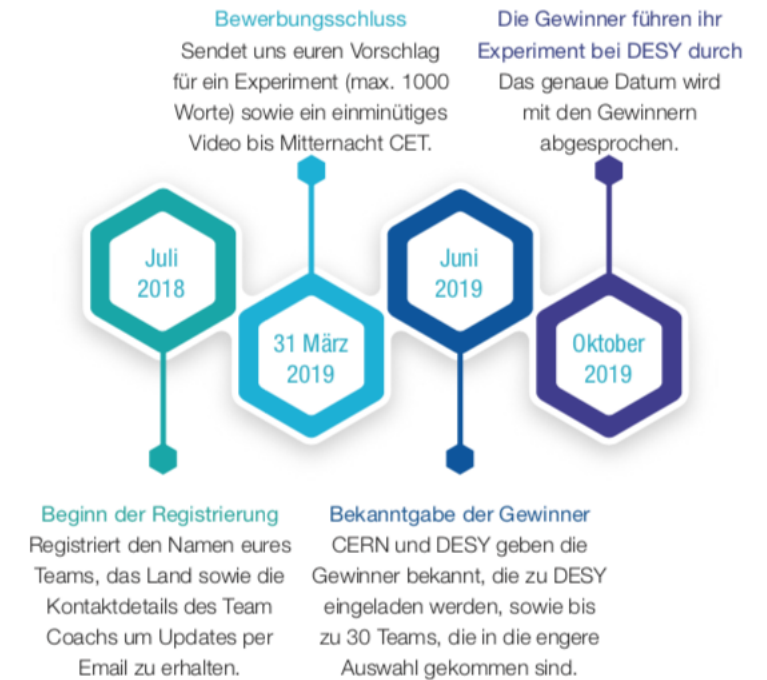 Bewerbungsschluss
Sendet uns euren Vorschlag
für ein Experiment (max. 1000
Worte) sowie ein einminütiges
Video bis Mitternacht CET.
Die Gewinner führen ihr
Experiment bei DESY durch
Das genaue Datum wird
mit den Gewinnern
abgesprochen.
Juli
2018
31 März
2019
Juni
2019
Oktober
2019
Beginn der Registrierung
Registriert den Namen eures
Teams, das Land sowie die
Kontaktdetails des Team
Coachs um Updates per
Email zu erhalten.
Bekanntgabe der Gewinner
CERN und DESY geben die
Gewinner bekannt, die zu DESY
eingeladen werden, sowie bis
zu 30 Teams, die in die engere
Auswahl gekommen sind.